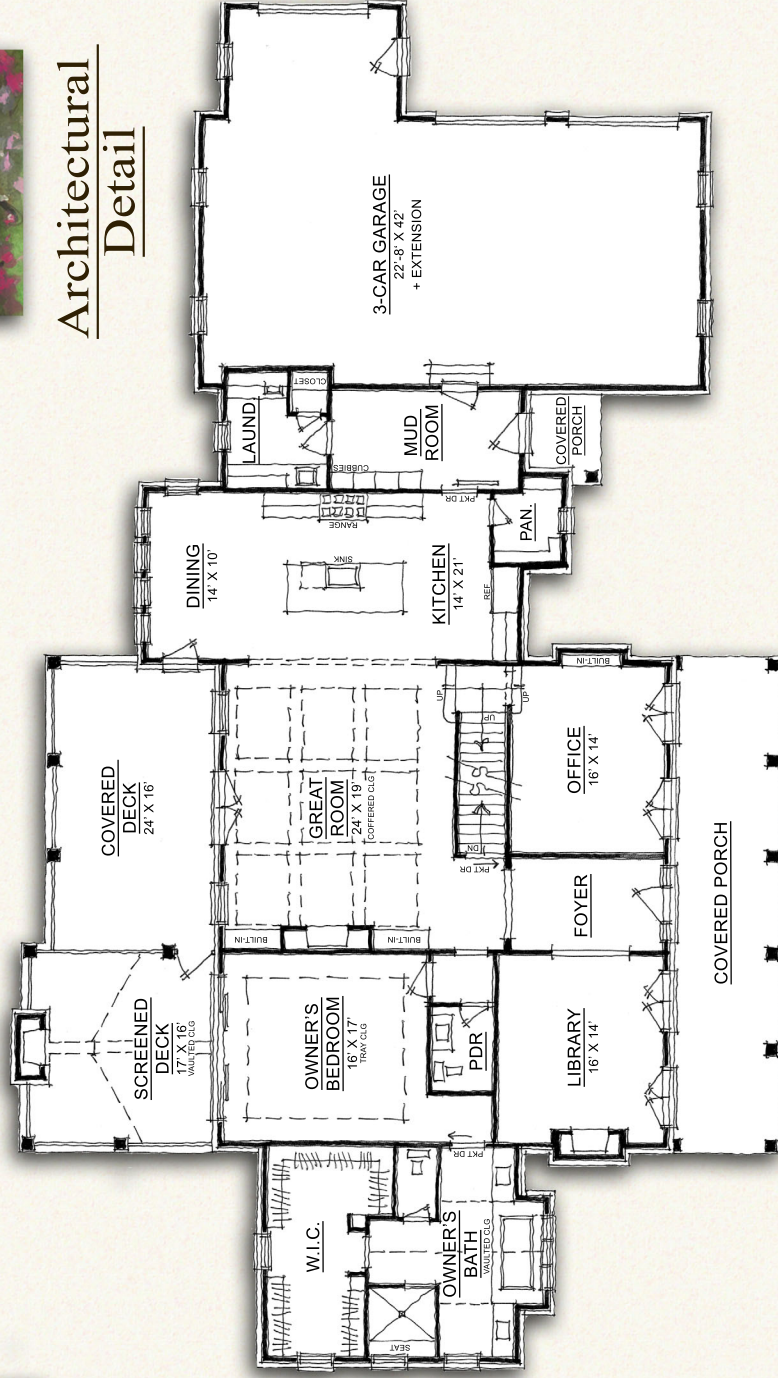 Architectural
Detail
3-CAR GARAGE
22'-8' X 42'
+ EXTENSION
LAUND
CLOSET
MUD
ROOM
CUBBIES
COVERED
PORCH
PKT DR
PAN.
DINING
14' X 10'
RANGE
SINK
KITCHEN
14' X 21'
REF
BUILT-IN
COVERED
DECK
24' X 16'
GREAT
ROOM
24' X 19'
COFFERED CLG
UP
UP
UP
DN
PKT DR
OFFICE
16' X 14'
FOYER
COVERED PORCH
BUILT-IN
BUILT-IN
SCREENED
DECK
17' X 16'
VAULTED CLG
OWNER'S
BEDROOM
16' X 17'
TRAY CLG
PDR
LIBRARY
16' X 14'
PKT DR
W.I.C.
OWNER'S
BATH
VAULTED CLG
SEAT